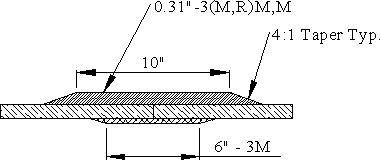 0.31"-3(M,R)M,M
4:1 Taper Typ.
10"
6" - 3M